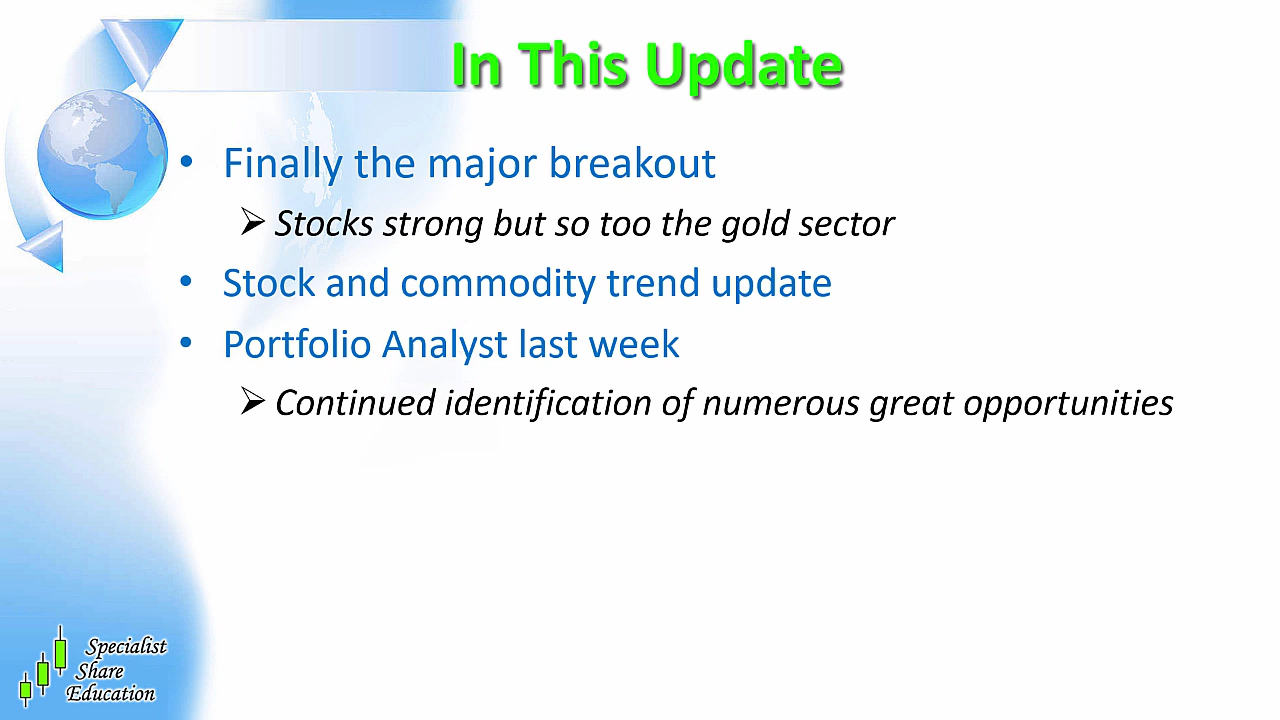 In This Update
• Finally the major breakout
➢ Stocks strong but so too the gold sector
• Stock and commodity trend update
• Portfolio Analyst last week
➢ Continued identification of numerous great opportunities
Specialist
Share
Education